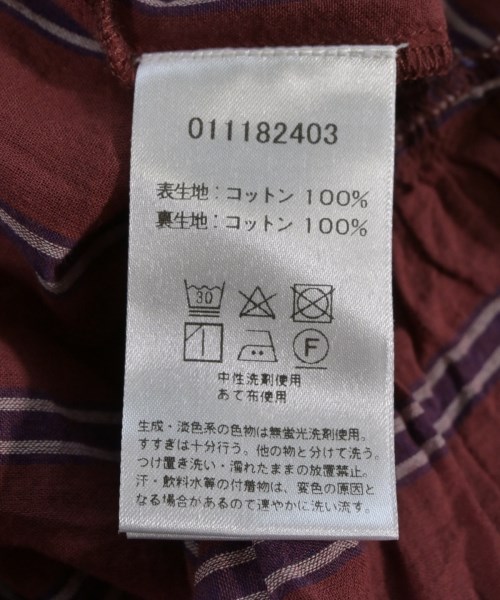 011182403
表生地：コットン 100%
裏生地：コットン 100%
30
F
中性洗剤使用
あて布使用
生成・淡色系の色物は無蛍光洗剤使用。
すすぎは十分行う。他の物と分けて洗う。
つけ置き洗い・濡れたままの放置禁止。
汗・飲料水等の付着物は、変色の原因と
なる場合があるので速やかに洗い流す。